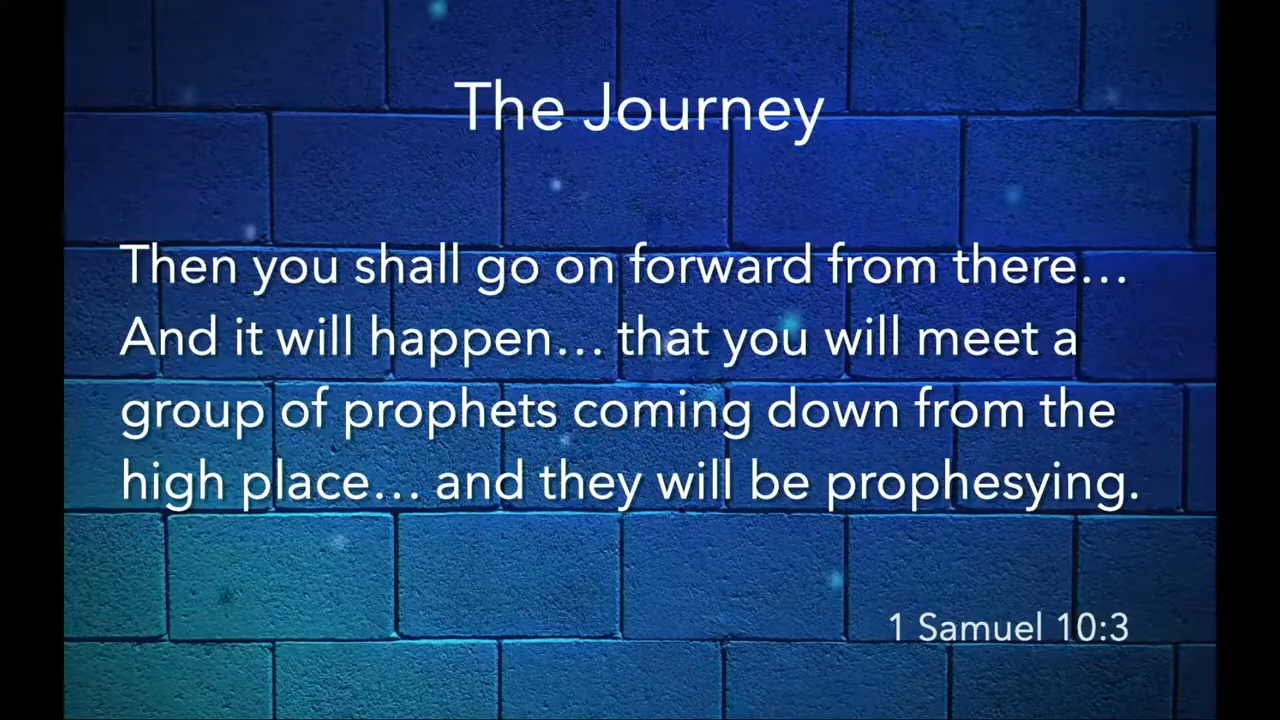 The Journey
Then you shall go on forward from there…
And it will happen… that you will meet a
group of prophets coming down from the
high place… and they will be prophesying.
1 Samuel 10:3